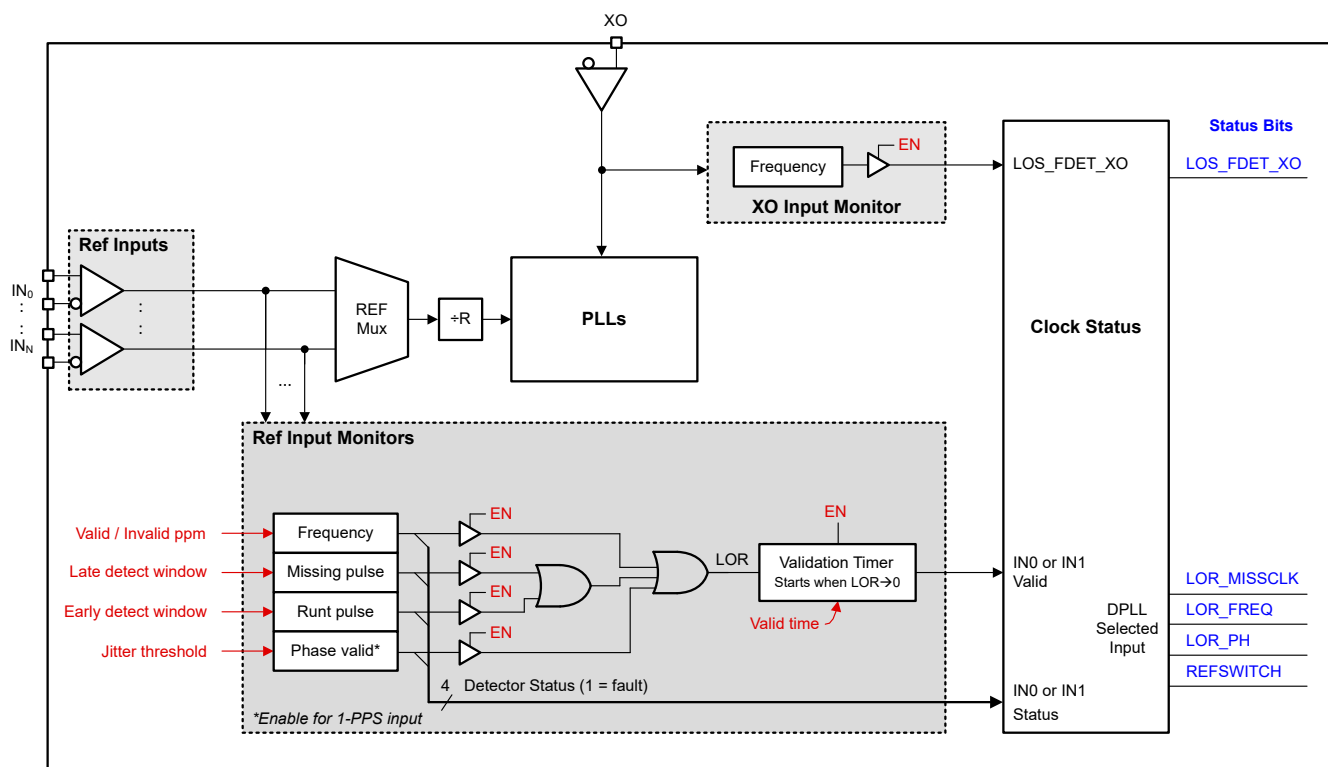 XO
Status Bits
EN
Frequency
LOS_FDET_XO
LOS_FDET_XO
XO Input Monitor
Ref Inputs
IN0
:
:
INN
:
:
:
:
REF
Mux
÷R
PLLs
Clock Status
...
Ref Input Monitors
Valid / Invalid ppm
Frequency
EN
Late detect window
Missing pulse
EN
Early detect window
Runt pulse
EN
Jitter threshold
Phase valid*
EN
LOR
EN
Validation Timer
Starts when LOR→0
Valid time
4
Detector Status (1 = fault)
*Enable for 1-PPS input
IN0 or IN1
Valid
DPLL
Selected
Input
IN0 or IN1
Status
LOR_MISSCLK
LOR_FREQ
LOR_PH
REFSWITCH